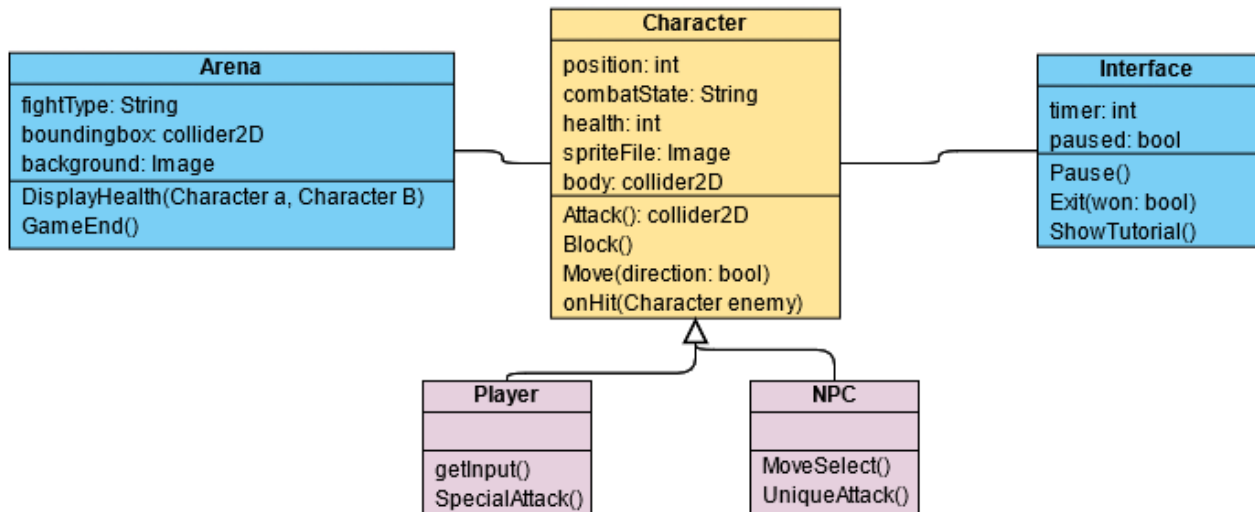 Arena
fightType: String
boundingbox: collider2D
background: Image
DisplayHealth(Character a, Character B)
GameEnd()
Character
position: int
combatState: String
health: int
spriteFile: Image
body: collider2D
Attack(): collider2D
Block()
Move(direction: bool)
onHit(Character enemy)
Interface
timer: int
paused: bool
Pause()
Exit(won: bool)
ShowTutorial()
Player
getInput()
SpecialAttack()
NPC
MoveSelect()
UniqueAttack()